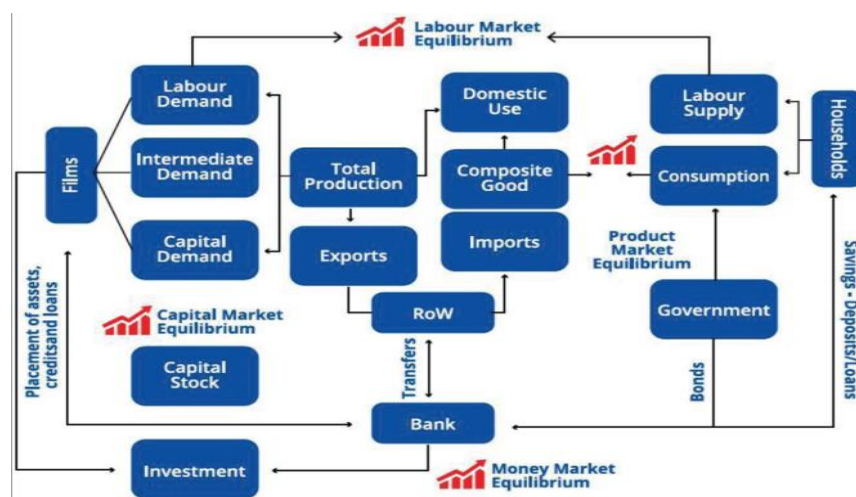 Labour Market
Equilibrium
Labour
Demand
Domestic
Use
Labour
Supply
Households
Films
Intermediate
Demand
Total
Production
Composite
Good
Consumption
Capital
Demand
Exports
Imports
Product
Market
Equilibrium
Placement of assets,
creditsand loans
Capital Market
Equilibrium
RoW
Government
Savings - Deposits/Loans
Capital
Stock
Transfers
Bonds
Bank
Investment
Money Market
Equilibrium